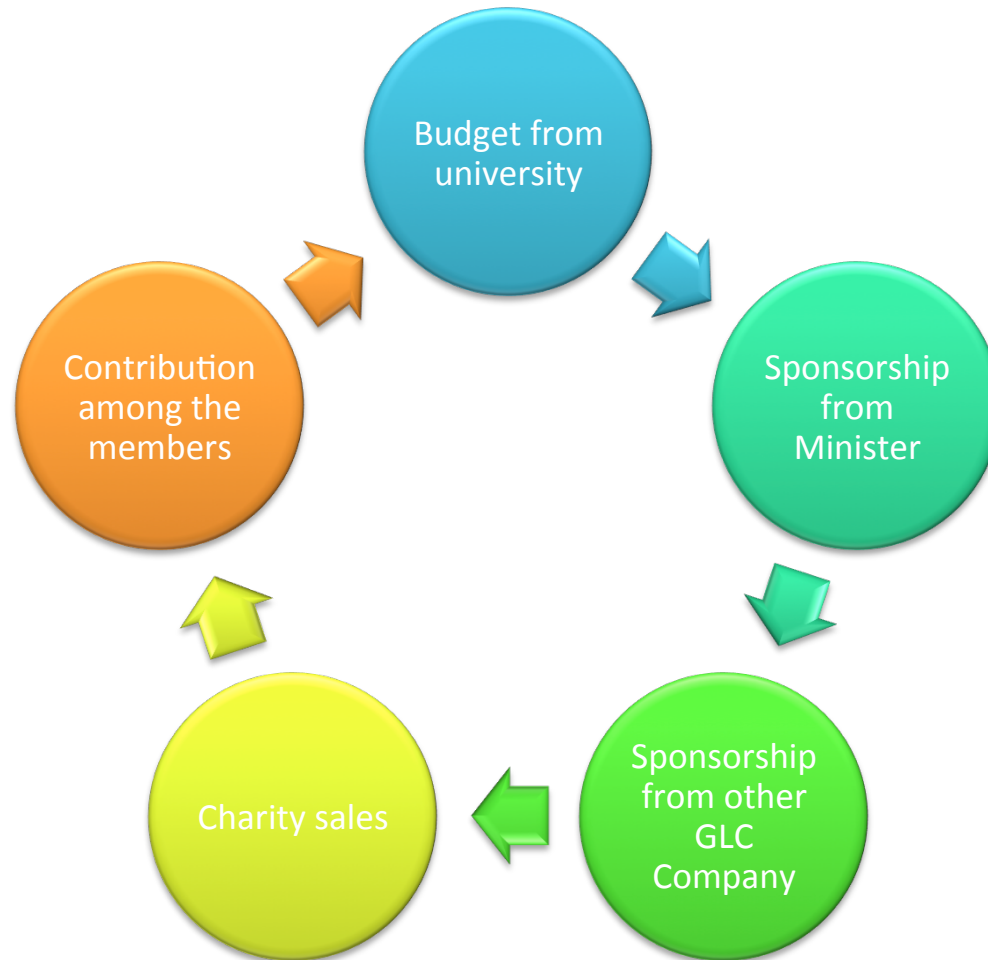 Budget from
university
Sponsorship
from
Minister
Sponsorship
from other
GLC
Company
Charity sales
Contribution
among the
members